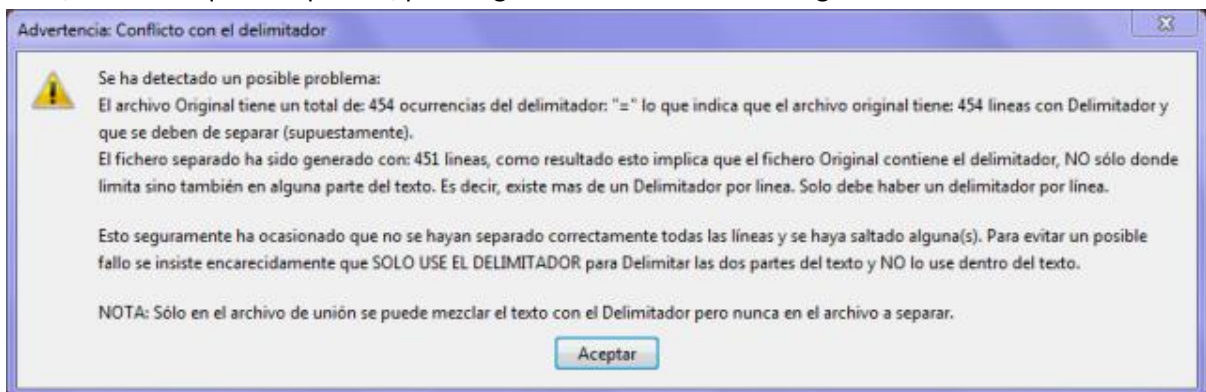 Advertencia: Conflicto con el delimitador
Se ha detectado un posible problema:
El archivo Original tiene un total de: 454 ocurrencias del delimitador: "=" lo que indica que el archivo original tiene: 454 lineas con Delimitador y
que se deben de separar (supuestamente).
El fichero separado ha sido generado con: 451 lineas, como resultado esto implica que el fichero Original contiene el delimitador, NO sólo donde
limita sino también en alguna parte del texto. Es decir, existe mas de un Delimitador por linea. Solo debe haber un delimitador por línea.
Esto seguramente ha ocasionado que no se hayan separado correctamente todas las líneas y se haya saltado alguna(s). Para evitar un posible
fallo se insiste encarecidamente que SOLO USE EL DELIMITADOR para Delimitar las dos partes del texto y NO lo use dentro del texto.
NOTA: Sólo en el archivo de unión se puede mezclar el texto con el Delimitador pero nunca en el archivo a separar.
Aceptar